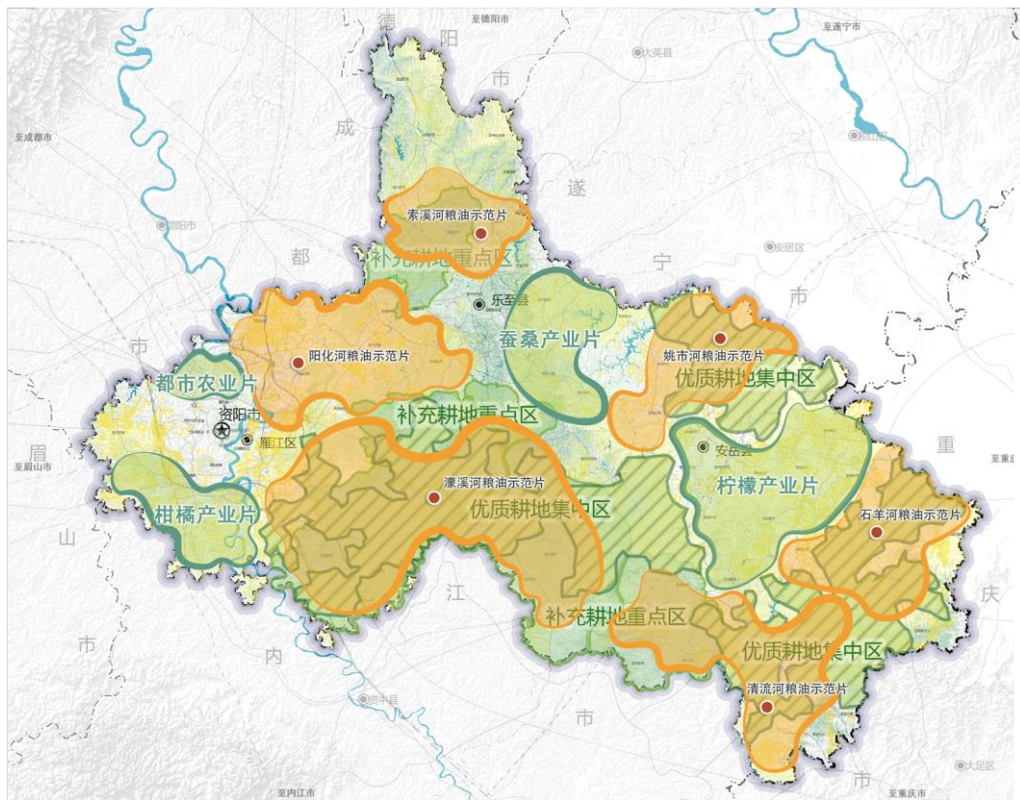 至德阳市
至遂宁市
德
阳
市
大英县
成
至成都市
遂
索溪河粮油示范片
简阳市
安居区
补充耕地重点区
都
宁
市
乐至县
蚕桑产业片
阳化河粮油示范片
姚市河粮油示范片
市
都市农业片
优质耕地集中区
资阳市
补充耕地重点区
雁江区
眉
重
安岳县
至眉山市
濛溪河粮油示范片
柠檬产业片
优质耕地集中区
柑橘产业片
石羊河粮油示范片
山
江
庆
补充耕地重点区
市
内
优质耕地集中区
清流河粮油示范片
资中县
市
大足区
市
至内江市
至重庆市